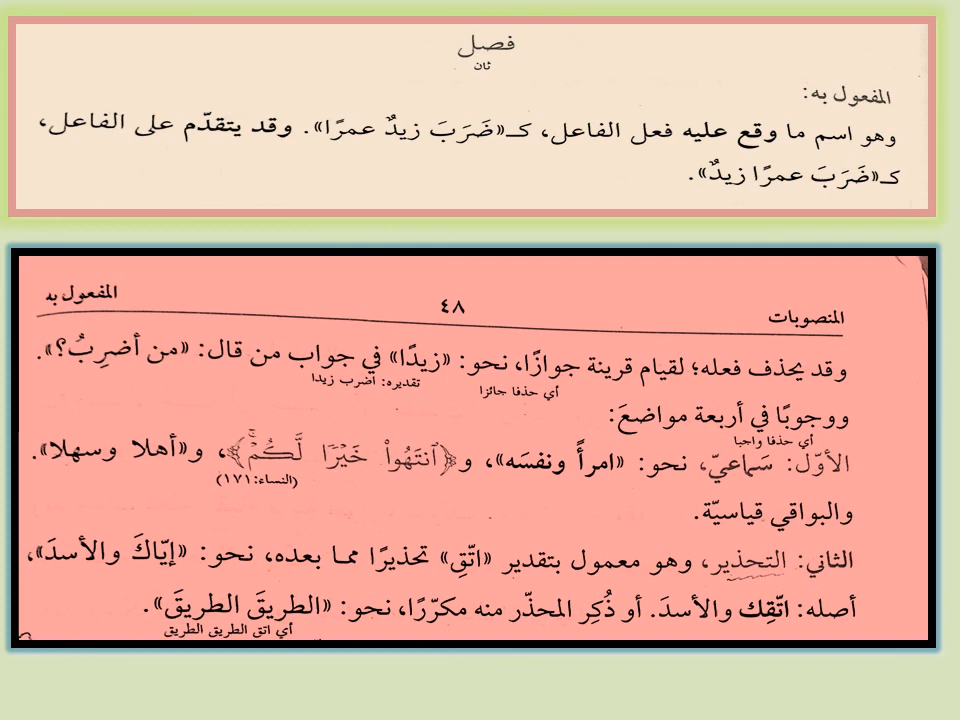 فصل
ثان
المفعول به:
وهو اسم ما وقع عليه فعل الفاعل، كـ«ضَرَبَ زيدٌ عمرًا». وقد يتقدّم على الفاعل،
كـ«ضَرَبَ عمرًا زيدٌ».
المنصوبات ٤٨ المفعول به
وقد يحذف فعله؛ لقيام قرينة جوازًا، نحو: «زيدًا» في جواب من قال: «من أضرِبُ؟».
أي حذفا جائزا تقديره: اضرب زيدا
ووجوبًا في أربعة مواضعَ:
أي حذفا واجبا
الأوّل: سَماعيّ، نحو: «امرأً ونفسَه»، و﴿ٱنتَهُواْ خَيۡرٗا لَّكُمۡۚ﴾، و«أهلا وسهلا».
(النساء:١٧١)
والبواقي قياسيّة.
الثاني: التحذير، وهو معمول بتقدير «اتّقِ» تحذيرًا مما بعده، نحو: «إيّاكَ والأسدَ»،
أصله: اتّقِك والأسدَ. أو ذُكِر المحذّر منه مكرّرًا، نحو: «الطريقَ الطريقَ».
أي اتق الطريق الطريق